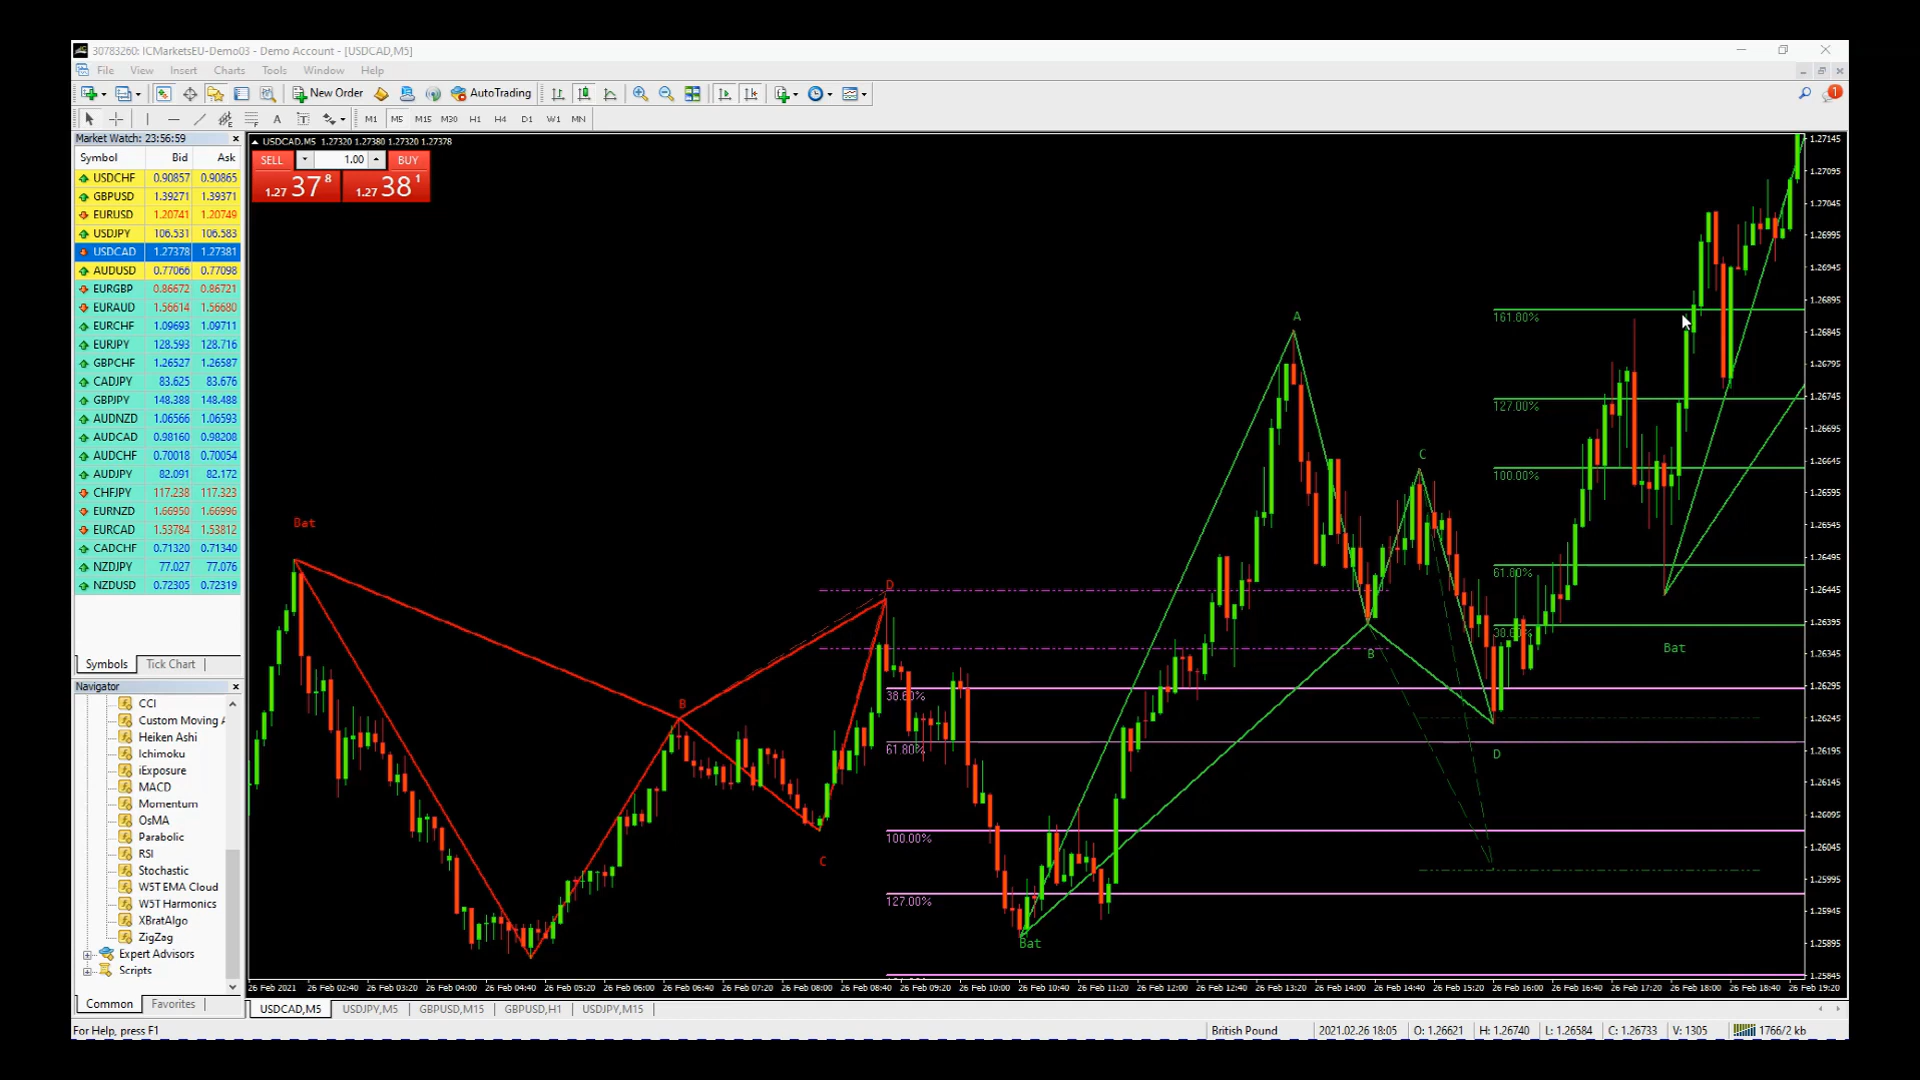 30783260: ICMarketsEU-Demo03 - Demo Account - [USDCAD,M5]
File View Insert Charts Tools Window Help
New Order AutoTrading 1
A T M1 M5 M15 M30 H1 H4 D1 W1 MN
Market Watch: 23:56:59
Symbol Bid Ask
USDCHF 0.90857 0.90865
GBPUSD 1.39271 1.39371
EURUSD 1.20741 1.20749
USDJPY 106.531 106.583
USDCAD 1.27378 1.27381
AUDUSD 0.77066 0.77098
EURGBP 0.86672 0.86721
EURAUD 1.56614 1.56680
EURCHF 1.09693 1.09711
EURJPY 128.593 128.716
GBPCHF 1.26527 1.26587
CADJPY 83.625 83.676
GBPJPY 148.388 148.488
AUDNZD 1.06566 1.06593
AUDCAD 0.98160 0.98208
AUDCHF 0.70018 0.70054
AUDJPY 82.091 82.172
CHFJPY 117.238 117.323
EURNZD 1.66950 1.66996
EURCAD 1.53784 1.53812
CADCHF 0.71320 0.71340
NZDJPY 77.027 77.076
NZDUSD 0.72305 0.72319
Symbols Tick Chart
Navigator
CCI
Custom Moving A
Heiken Ashi
Ichimoku
iExposure
MACD
Momentum
OsMA
Parabolic
RSI
Stochastic
W5T EMA Cloud
W5T Harmonics
XBratAlgo
ZigZag
Expert Advisors
Scripts
Common Favorites
USDCAD,M5 1.27320 1.27380 1.27320 1.27378
SELL 1.00 BUY
1.27 37 8 1.27 38 1
Bat
B
C
D
38.60%
61.80%
100.00%
127.00%
Bat
A
B
C
D
161.00%
127.00%
100.00%
61.80%
Bat
1.27145
1.27095
1.27045
1.26995
1.26945
1.26895
1.26845
1.26795
1.26745
1.26695
1.26645
1.26595
1.26545
1.26495
1.26445
1.26395
1.26345
1.26295
1.26245
1.26195
1.26145
1.26095
1.26045
1.25995
1.25945
1.25895
1.25845
26 Feb 2021 26 Feb 02:40 26 Feb 03:20 26 Feb 04:00 26 Feb 04:40 26 Feb 05:20 26 Feb 06:00 26 Feb 06:40 26 Feb 07:20 26 Feb 08:00 26 Feb 08:40 26 Feb 09:20 26 Feb 10:00 26 Feb 10:40 26 Feb 11:20 26 Feb 12:00 26 Feb 12:40 26 Feb 13:20 26 Feb 14:00 26 Feb 14:40 26 Feb 15:20 26 Feb 16:00 26 Feb 16:40 26 Feb 17:20 26 Feb 18:00 26 Feb 18:40 26 Feb 19:20
USDCAD,M5 USDJPY,M5 GBPUSD,M15 GBPUSD,H1 USDJPY,M15
For Help, press F1 British Pound 2021.02.26 18:05 O: 1.26621 H: 1.26740 L: 1.26584 C: 1.26733 V: 1305 1766/2 kb